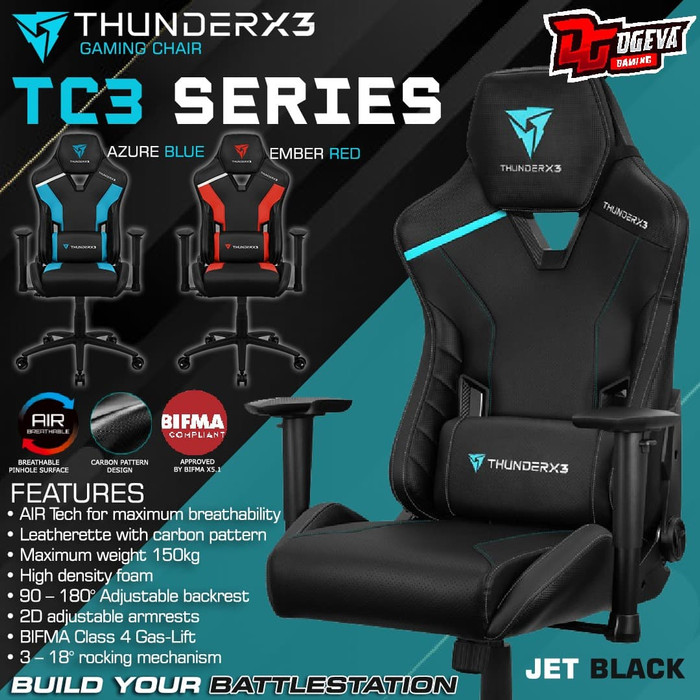 THUNDERX3
GAMING CHAIR
DG OGEVA
GAMING
TC3 SERIES
AZURE BLUE
EMBER RED
THUNDERX3
THUNDERX3
THUNDERX3
THUNDERX3
THUNDERX3
AIR
BREATHABLE
BREATHABLE
PINHOLE SURFACE
CARBON PATTERN
DESIGN
BIFMA
COMPLIANT
APPROVED
BY BIFMA X5.1
FEATURES
• AIR Tech for maximum breathability
• Leatherette with carbon pattern
• Maximum weight 150kg
• High density foam
• 90 – 180° Adjustable backrest
• 2D adjustable armrests
• BIFMA Class 4 Gas-Lift
• 3 – 18° rocking mechanism
BUILD YOUR BATTLESTATION
JET BLACK